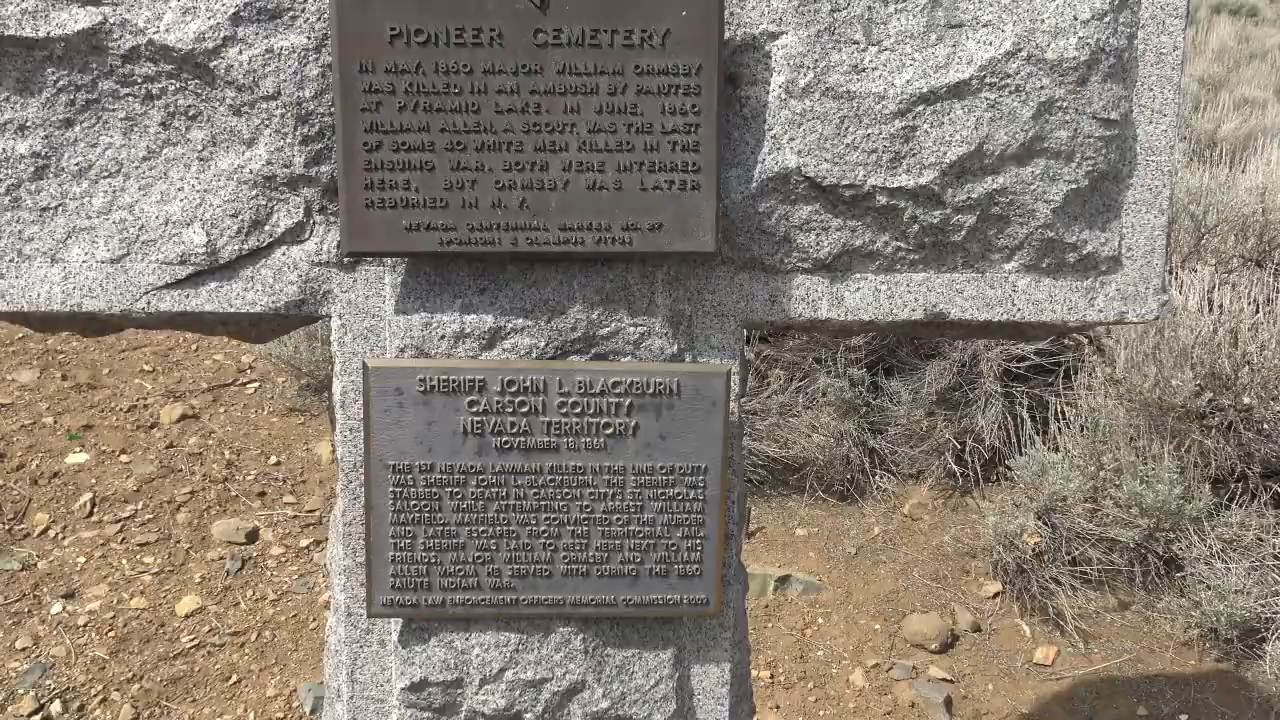 PIONEER CEMETERY
IN MAY, 1860 MAJOR WILLIAM ORMSBY
WAS KILLED IN AN AMBUSH BY PAIUTES
AT PYRAMID LAKE. IN JUNE, 1860
WILLIAM ALLEN, A SCOUT, WAS THE LAST
OF SOME 40 WHITE MEN KILLED IN THE
ENSUING WAR. BOTH WERE INTERRED
HERE, BUT ORMSBY WAS LATER
REBURIED IN N. Y.
NEVADA CENTENNIAL MARKER NO.
CLAMPUS VITUS
SHERIFF JOHN L. BLACKBURN
CARSON COUNTY
NEVADA TERRITORY
NOVEMBER 18, 1861
THE 1ST NEVADA LAWMAN KILLED IN THE LINE OF DUTY
WAS SHERIFF JOHN L. BLACKBURN. THE SHERIFF WAS
STABBED TO DEATH IN CARSON CITY'S ST. NICHOLAS
SALOON WHILE ATTEMPTING TO ARREST WILLIAM
MAYFIELD. MAYFIELD WAS CONVICTED OF THE MURDER
AND LATER ESCAPED FROM THE TERRITORIAL JAIL.
THE SHERIFF WAS LAID TO REST HERE NEXT TO HIS
FRIENDS, MAJOR WILLIAM ORMSBY AND WILLIAM
ALLEN WHOM HE SERVED WITH DURING THE 1860
PAIUTE INDIAN WAR.
NEVADA LAW ENFORCEMENT OFFICERS MEMORIAL COMMISSION